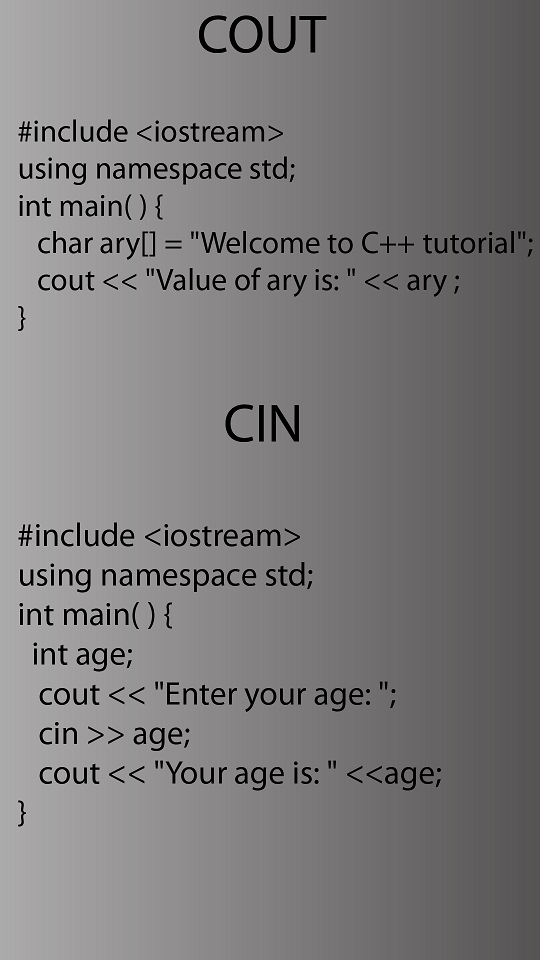 COUT
#include <iostream>
using namespace std;
int main( ) {
char ary[] = "Welcome to C++ tutorial";
cout << "Value of ary is: " << ary ;
}
CIN
#include <iostream>
using namespace std;
int main( ) {
int age;
cout << "Enter your age: ";
cin >> age;
cout << "Your age is: " <<age;
}